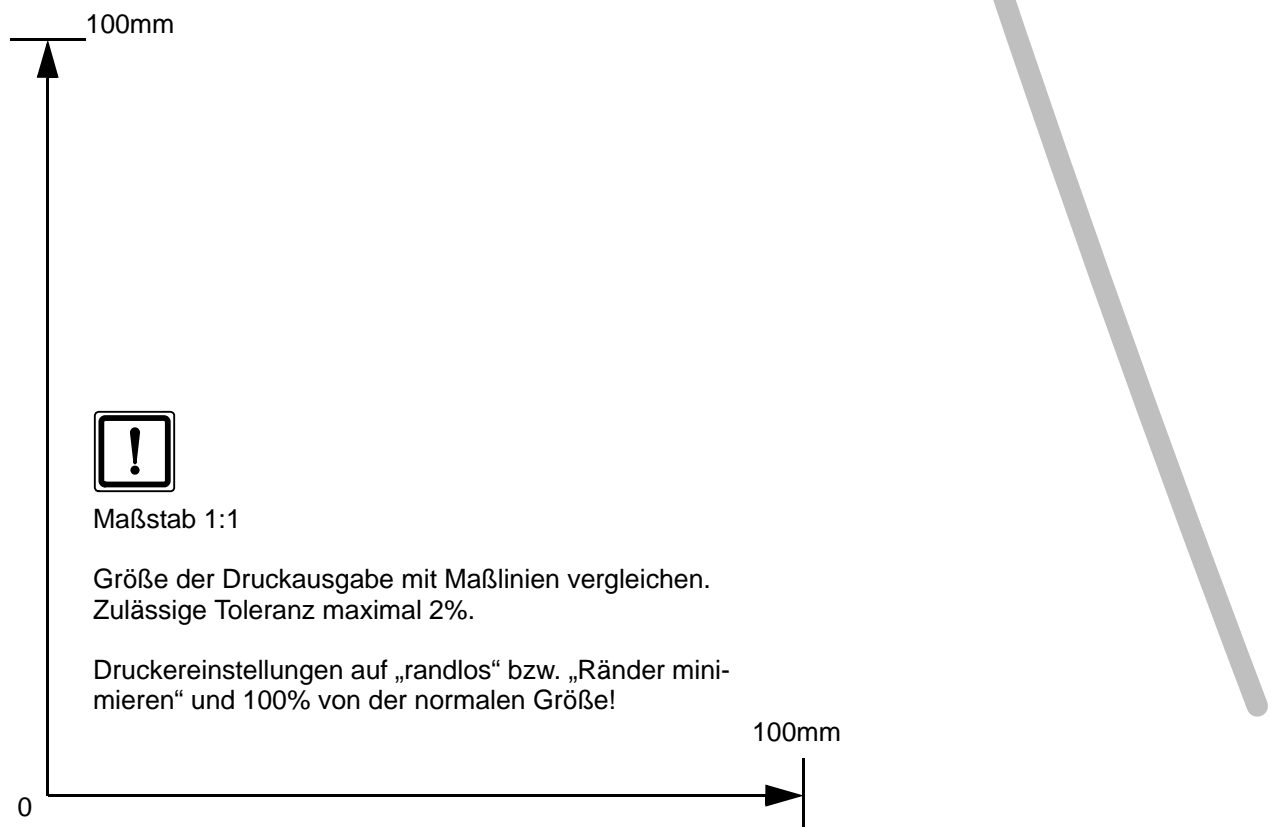 100mm
!
Maßstab 1:1
Größe der Druckausgabe mit Maßlinien vergleichen.
Zulässige Toleranz maximal 2%.
Druckereinstellungen auf „randlos“ bzw. „Ränder mini-
mieren“ und 100% von der normalen Größe!
100mm
0